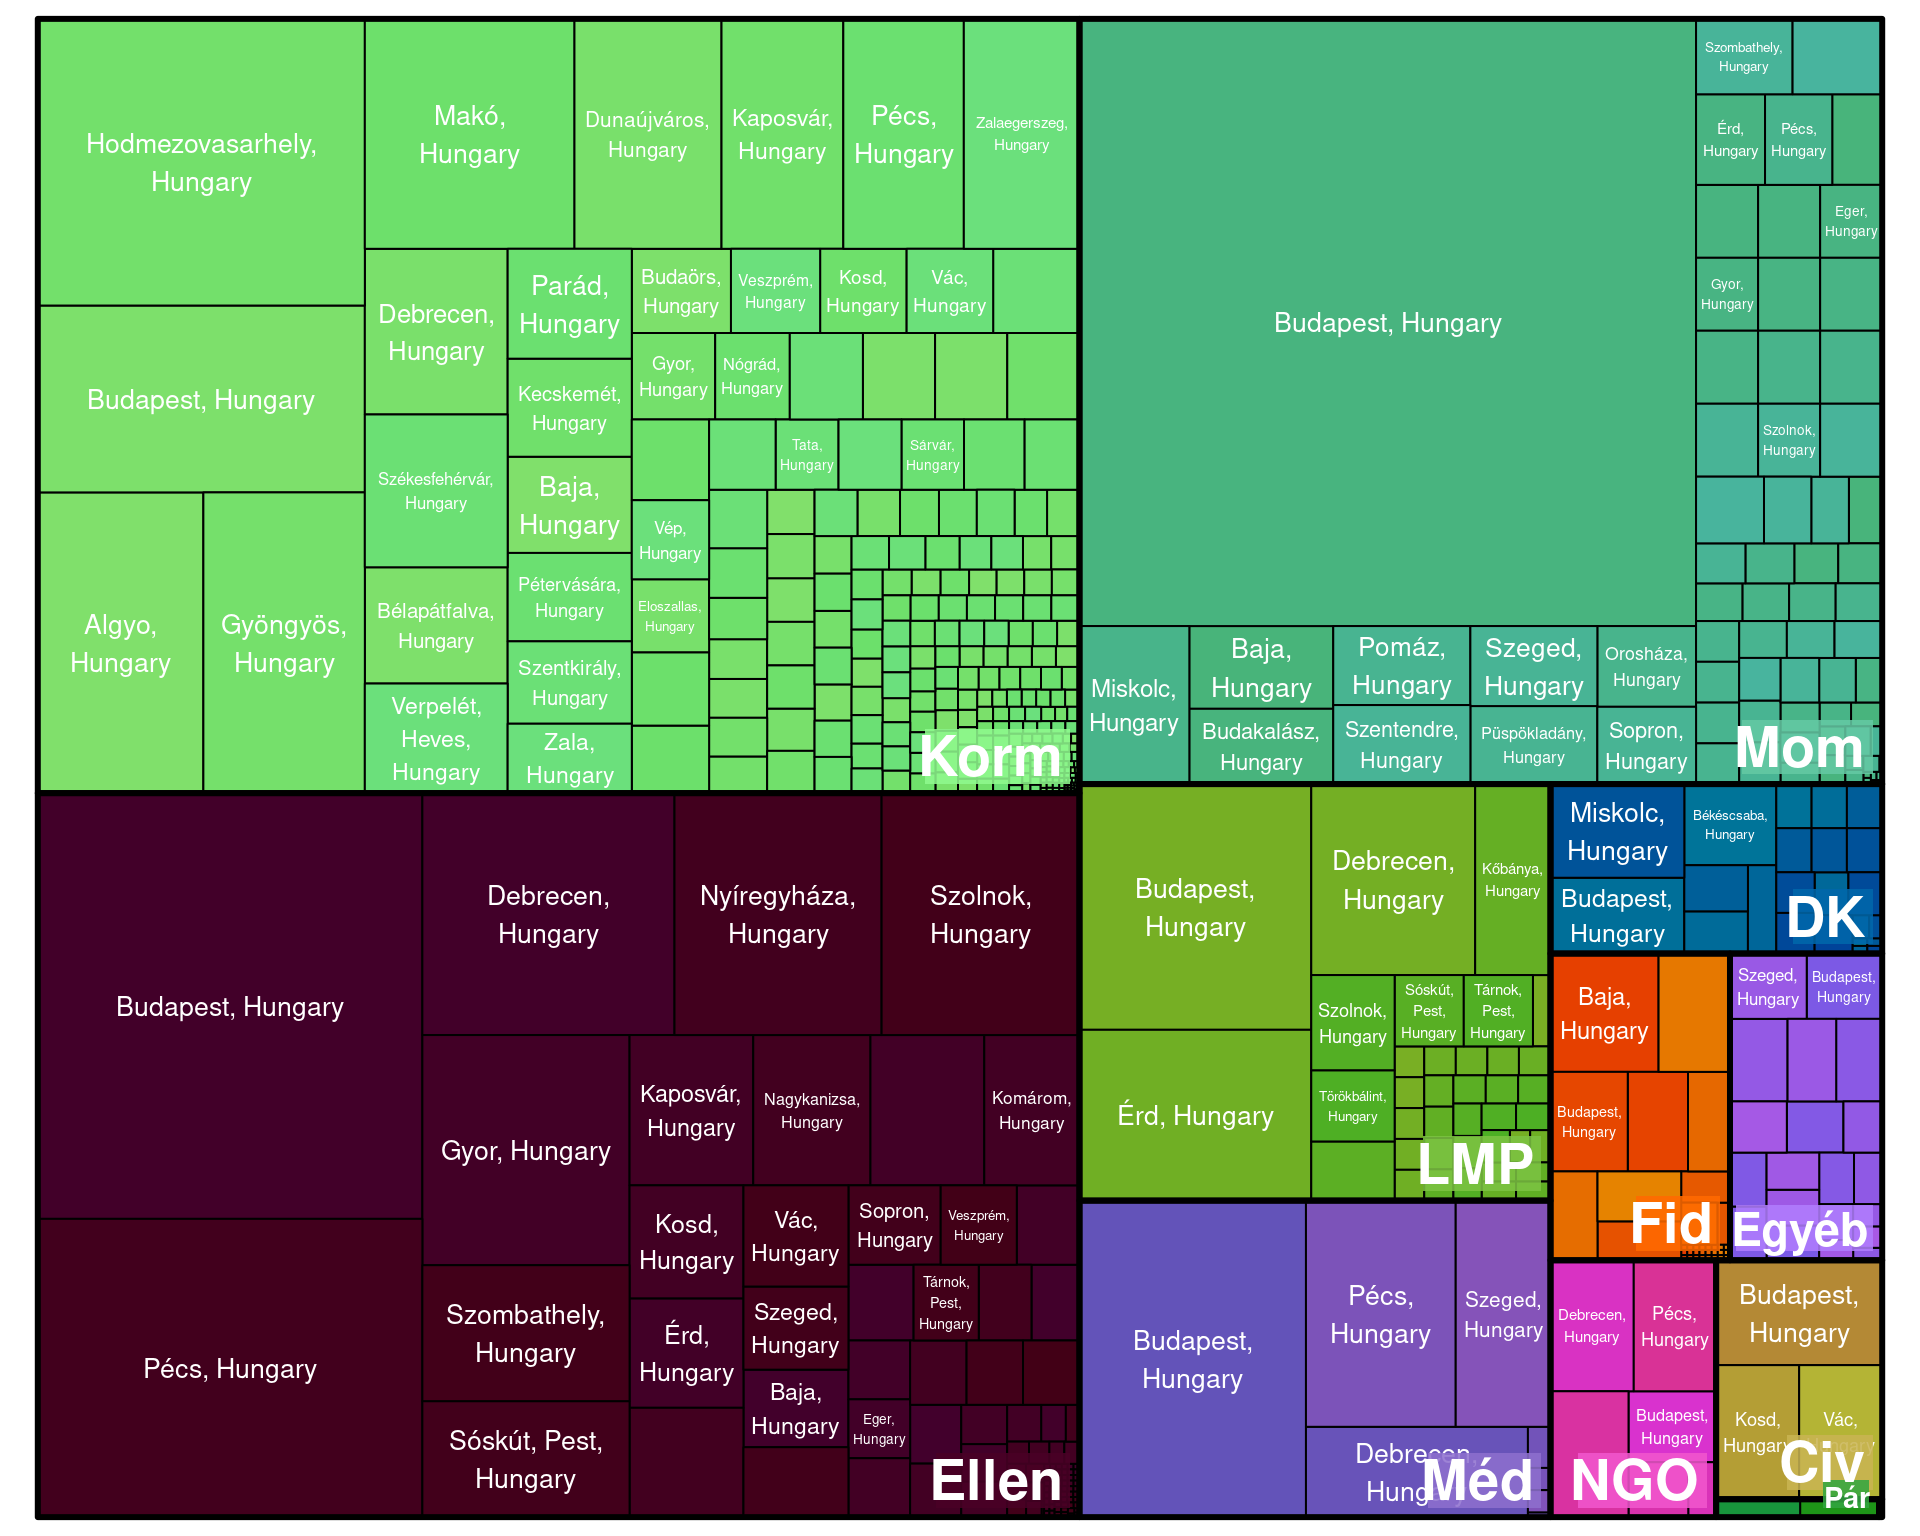 Hodmezovasarhely,
Hungary
Budapest, Hungary
Algyo,
Hungary
Gyöngyös,
Hungary
Makó,
Hungary
Dunaújváros,
Hungary
Kaposvár,
Hungary
Pécs,
Hungary
Zalaegerszeg,
Hungary
Debrecen,
Hungary
Székesfehérvár,
Hungary
Bélapátfalva,
Hungary
Verpelét,
Heves,
Hungary
Parád,
Hungary
Kecskemét,
Hungary
Baja,
Hungary
Pétervására,
Hungary
Szentkirály,
Hungary
Zala,
Hungary
Budaörs,
Hungary
Veszprém,
Hungary
Kosd,
Hungary
Vác,
Hungary
Gyor,
Hungary
Nógrád,
Hungary
Tata,
Hungary
Sárvár,
Hungary
Vép,
Hungary
Eloszallas,
Hungary
Korm
Budapest, Hungary
Miskolc,
Hungary
Baja,
Hungary
Budakalász,
Hungary
Pomáz,
Hungary
Szentendre,
Hungary
Szeged,
Hungary
Püspökladány,
Hungary
Orosháza,
Hungary
Sopron,
Hungary
Szombathely,
Hungary
Érd,
Hungary
Pécs,
Hungary
Eger,
Hungary
Gyor,
Hungary
Szolnok,
Hungary
Mom
Budapest, Hungary
Pécs, Hungary
Debrecen,
Hungary
Nyíregyháza,
Hungary
Szolnok,
Hungary
Gyor, Hungary
Szombathely,
Hungary
Sóskút, Pest,
Hungary
Kaposvár,
Hungary
Nagykanizsa,
Hungary
Komárom,
Hungary
Kosd,
Hungary
Érd,
Hungary
Vác,
Hungary
Szeged,
Hungary
Baja,
Hungary
Sopron,
Hungary
Veszprém,
Hungary
Tárnok,
Pest,
Hungary
Eger,
Hungary
Ellen
Budapest,
Hungary
Érd, Hungary
Debrecen,
Hungary
Kőbánya,
Hungary
Szolnok,
Hungary
Sóskút,
Pest,
Hungary
Tárnok,
Pest,
Hungary
Törökbálint,
Hungary
LMP
Budapest,
Hungary
Pécs,
Hungary
Szeged,
Hungary
Debrecen,
Hungary
Méd
Miskolc,
Hungary
Budapest,
Hungary
Békéscsaba,
Hungary
DK
Baja,
Hungary
Budapest,
Hungary
Fid
Szeged,
Hungary
Budapest,
Hungary
Egyéb
Debrecen,
Hungary
Pécs,
Hungary
Budapest,
Hungary
NGO
Budapest,
Hungary
Kosd,
Hungary
Vác,
Hungary
Civ
Pár